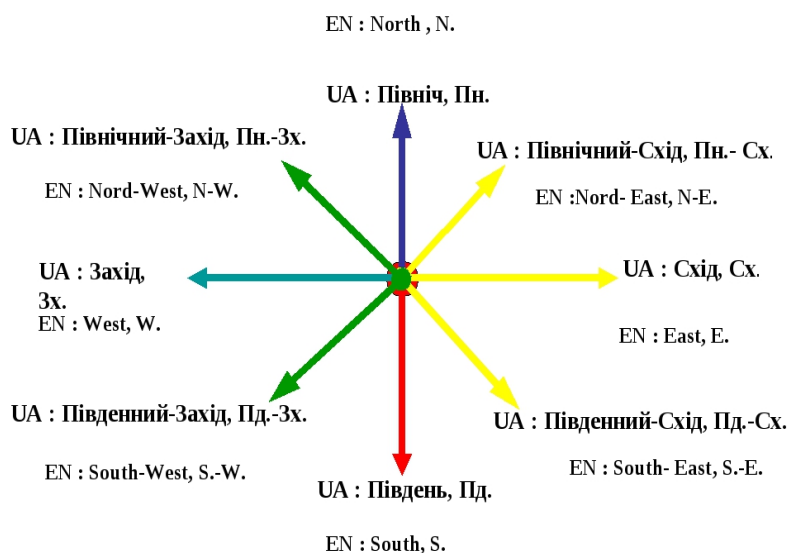 EN : North , N.
UA : Північ, Пн.
UA : Північний-Захід, Пн.-Зх.
UA : Північний-Схід, Пн.- Сх.
EN : Nord-West, N-W.
EN :Nord- East, N-E.
UA : Захід,
Зх.
UA : Схід, Сх.
EN : West, W.
EN : East, E.
UA : Південний-Захід, Пд.-Зх.
UA : Південний-Схід, Пд.-Сх.
EN : South-West, S.-W.
EN : South- East, S.-E.
UA : Південь, Пд.
EN : South, S.